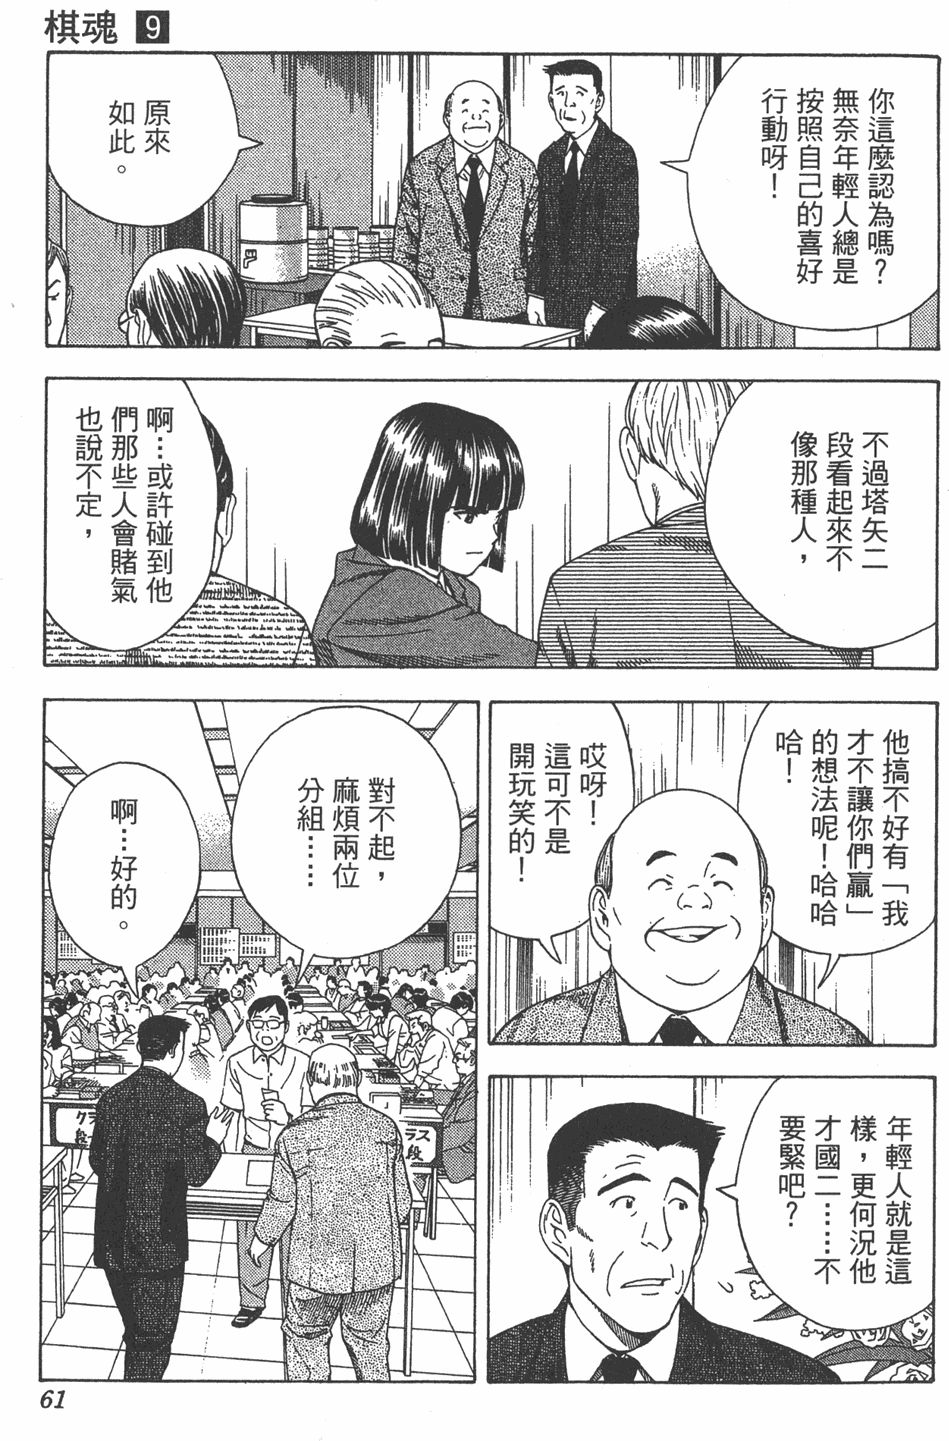 棋魂 9
你這麼認為嗎？
無奈年輕人總是
按照自己的喜好
行動呀！
原來
如此。
不過塔矢二
段看起來不
像那種人，
啊…或許碰到他
們那些人會賭氣
也說不定，
他搞不好有「我
才不讓你們贏」
的想法呢！哈哈
哈！
哎呀！
這可不是
開玩笑的！
年輕人就是這
樣，更何況他
才國二……不
要緊吧？
對不起，
麻煩兩位
分組……
啊…好的。
クラ
段
ラス
段
61